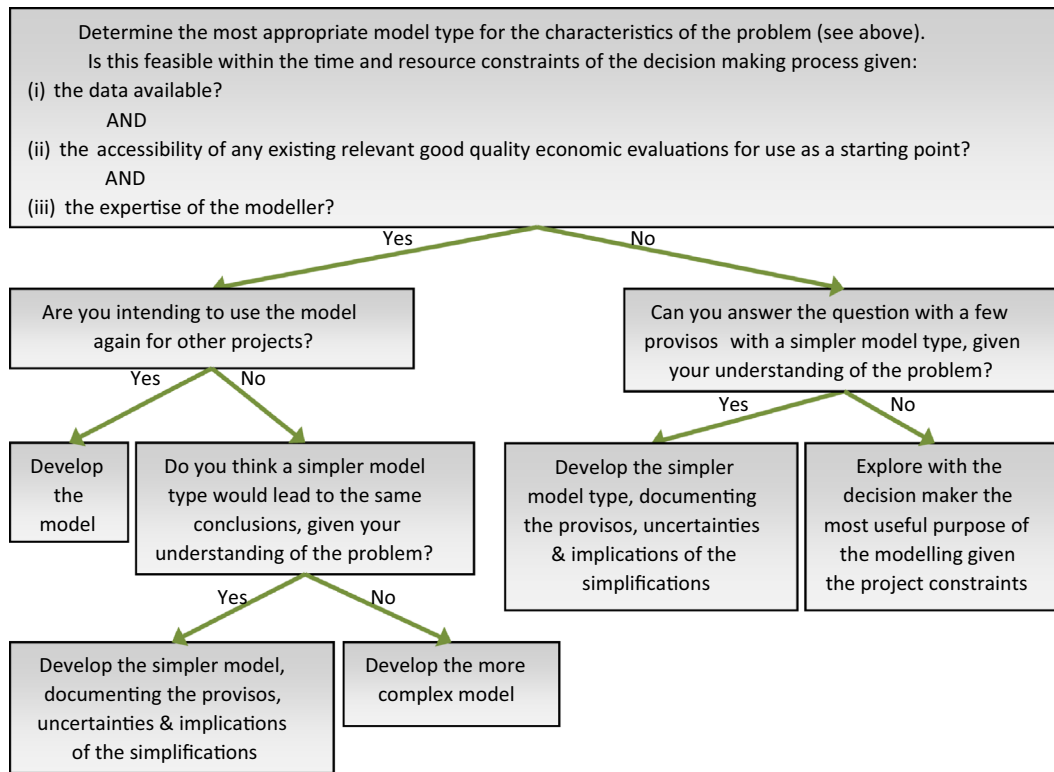 Determine the most appropriate model type for the characteristics of the problem (see above).
Is this feasible within the time and resource constraints of the decision making process given:
(i) the data available?
AND
(ii) the accessibility of any existing relevant good quality economic evaluations for use as a starting point?
AND
(iii) the expertise of the modeller?
Yes
No
Are you intending to use the model
again for other projects?
Can you answer the question with a few
provisos with a simpler model type, given
your understanding of the problem?
Yes
No
Yes
No
Develop
the
model
Do you think a simpler model
type would lead to the same
conclusions, given your
understanding of the problem?
Develop the simpler
model type, documenting
the provisos, uncertainties
& implications of the
simplifications
Explore with the
decision maker the
most useful purpose of
the modelling given
the project constraints
Yes
No
Develop the simpler model,
documenting the provisos,
uncertainties & implications
of the simplifications
Develop the more
complex model